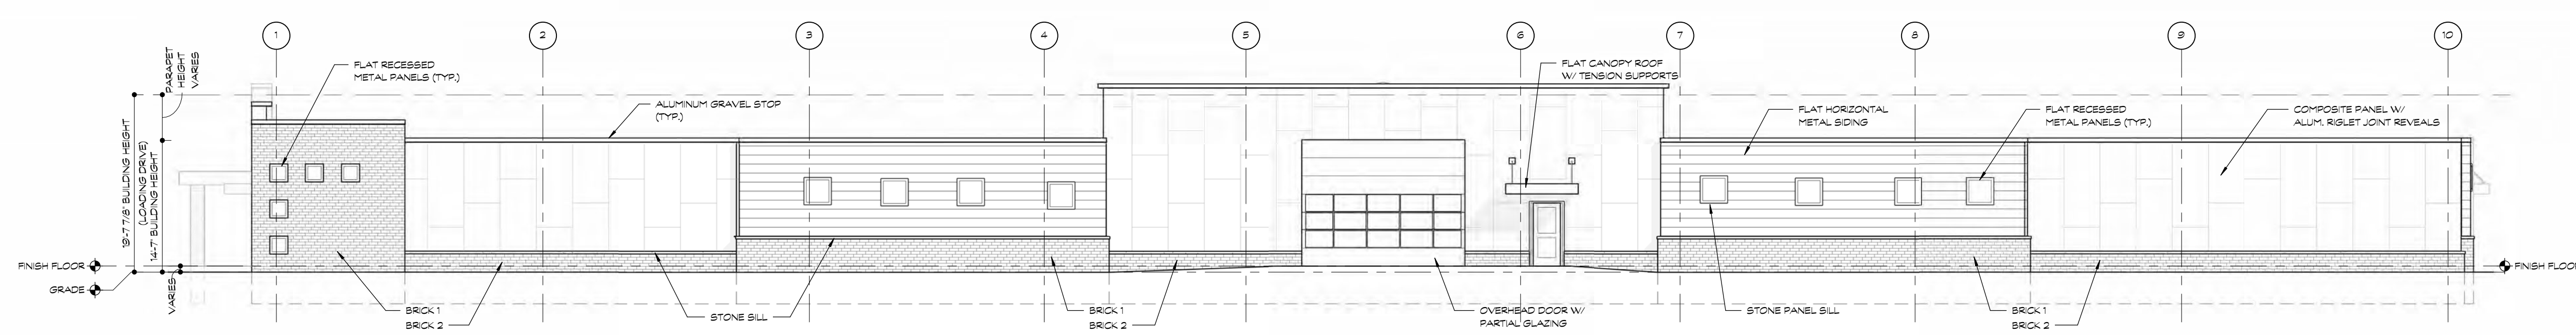 1
2
3
4
5
6
7
8
9
10
PARAPET
HEIGHT
VARIES
FLAT RECESSED
METAL PANELS (TYP.)
ALUMINUM GRAVEL STOP
(TYP.)
FLAT CANOPY ROOF
W/ TENSION SUPPORTS
FLAT HORIZONTAL
METAL SIDING
FLAT RECESSED
METAL PANELS (TYP.)
COMPOSITE PANEL W/
ALUM. RIGLET JOINT REVEALS
19'-7 7/8" BUILDING HEIGHT
(LOADING DRIVE)
14'-7" BUILDING HEIGHT
FINISH FLOOR
GRADE
VARIES
FINISH FLOOR
BRICK 1
BRICK 2
STONE SILL
BRICK 1
BRICK 2
OVERHEAD DOOR W/
PARTIAL GLAZING
STONE PANEL SILL
BRICK 1
BRICK 2